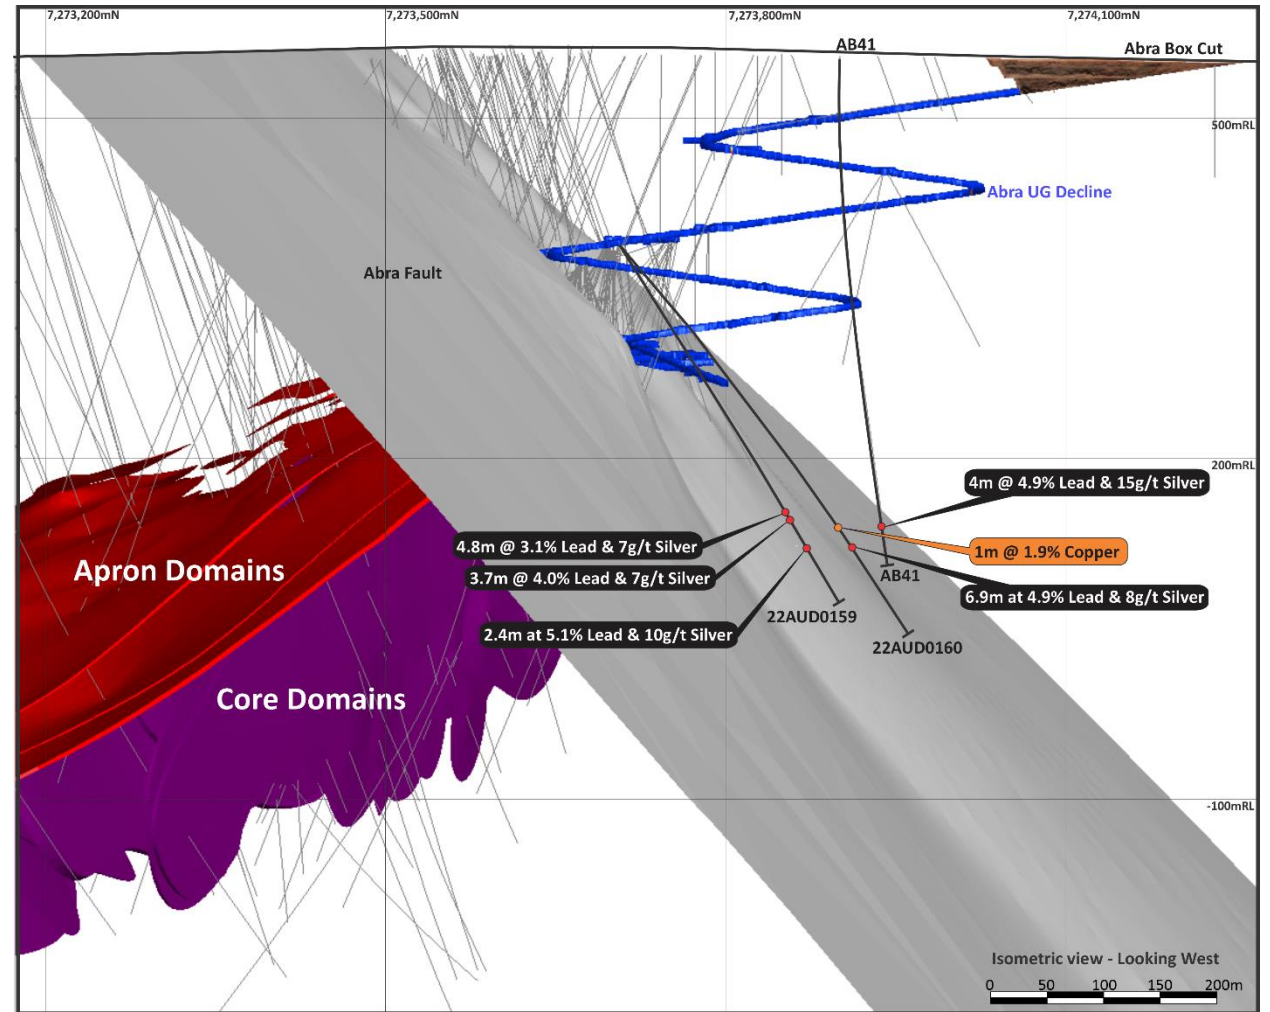 7,273,200mN
7,273,500mN
7,273,800mN
7,274,100mN
AB41
Abra Box Cut
500mRL
Abra UG Decline
Abra Fault
200mRL
4m @ 4.9% Lead & 15g/t Silver
4.8m @ 3.1% Lead & 7g/t Silver
1m @ 1.9% Copper
Apron Domains
3.7m @ 4.0% Lead & 7g/t Silver
AB41
6.9m at 4.9% Lead & 8g/t Silver
22AUD0159
2.4m at 5.1% Lead & 10g/t Silver
22AUD0160
Core Domains
-100mRL
Isometric view - Looking West
0 50 100 150 200m